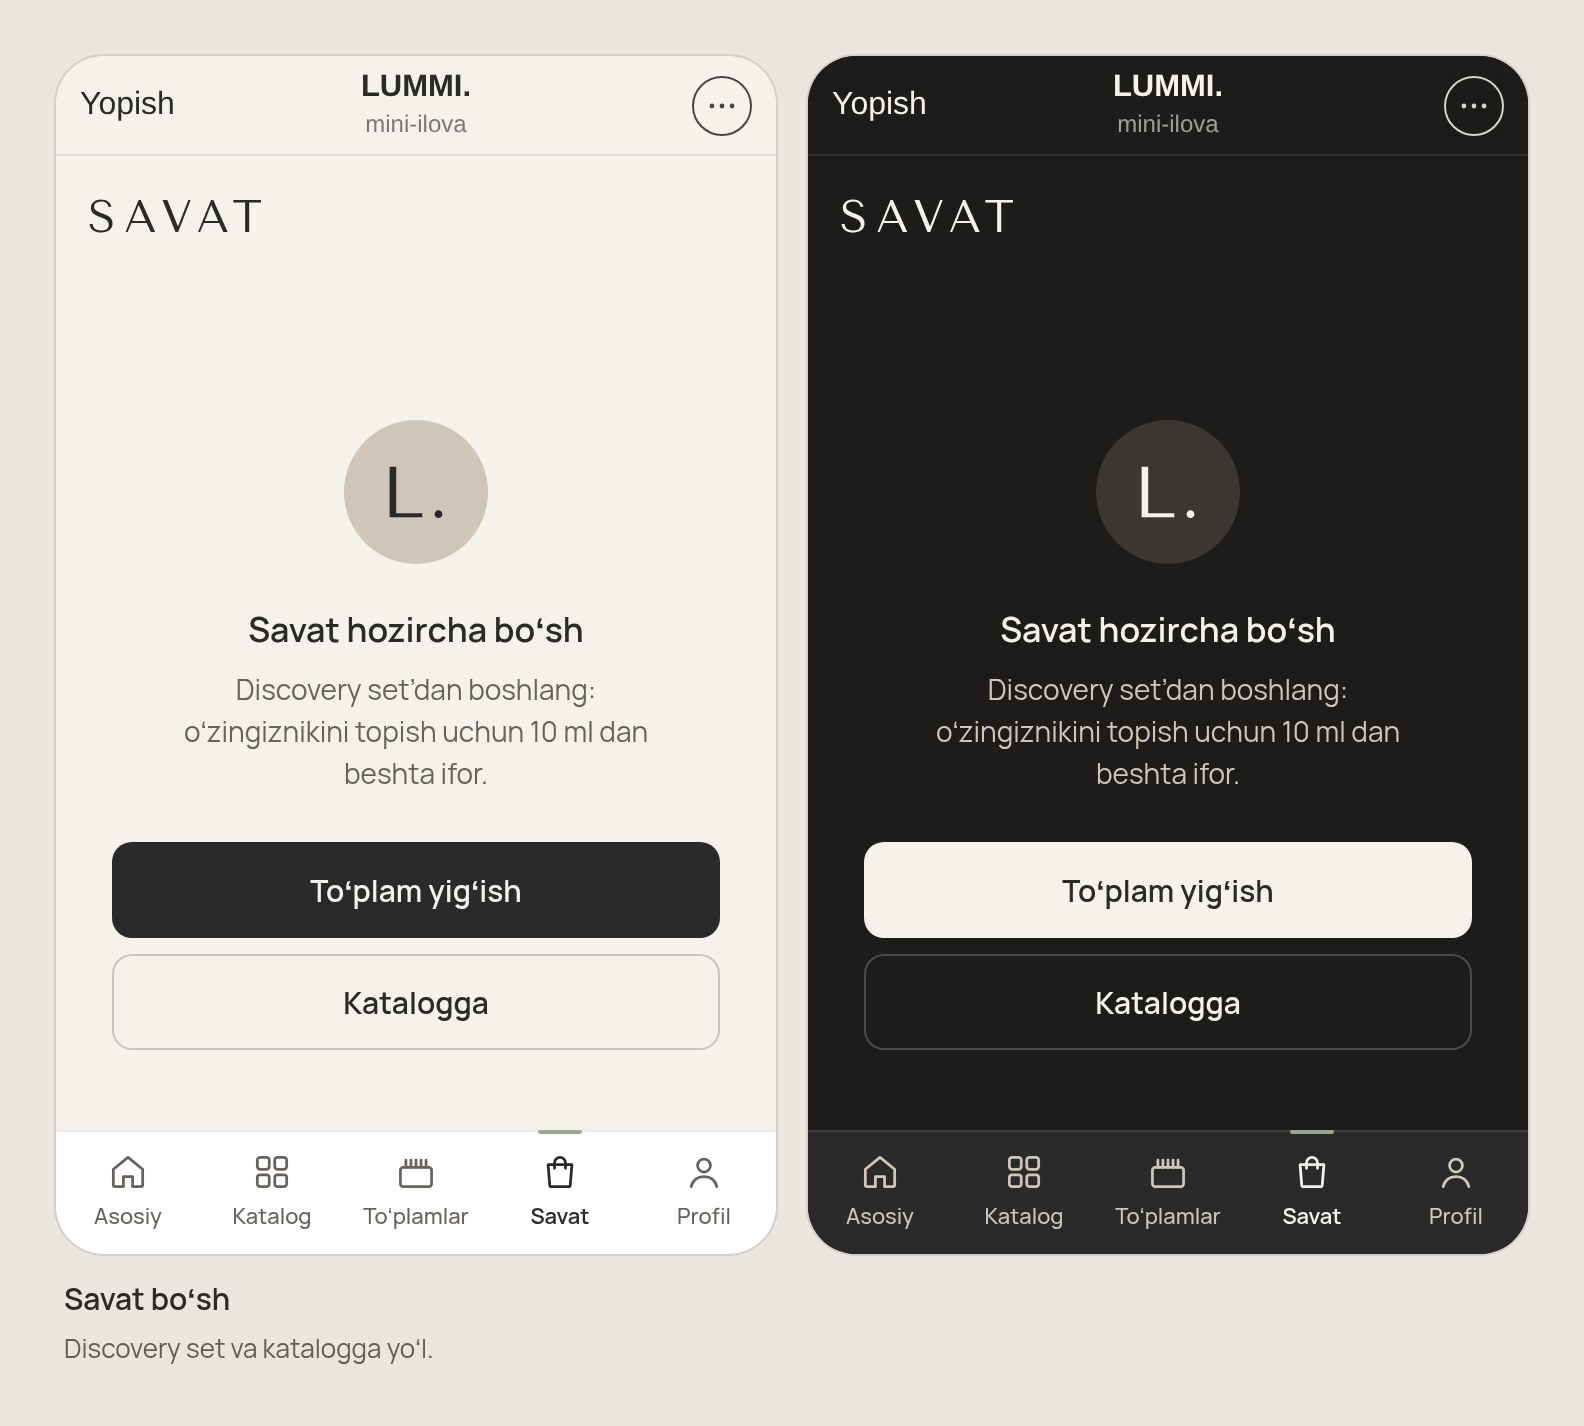 Yopish
LUMMI.
mini-ilova
SAVAT
L.
Savat hozircha bo‘sh
Discovery set’dan boshlang:
o‘zingiznikini topish uchun 10 ml dan
beshta ifor.
To‘plam yig‘ish
Katalogga
Asosiy
Katalog
To‘plamlar
Savat
Profil
Yopish
LUMMI.
mini-ilova
SAVAT
L.
Savat hozircha bo‘sh
Discovery set’dan boshlang:
o‘zingiznikini topish uchun 10 ml dan
beshta ifor.
To‘plam yig‘ish
Katalogga
Asosiy
Katalog
To‘plamlar
Savat
Profil
Savat bo‘sh
Discovery set va katalogga yo‘l.